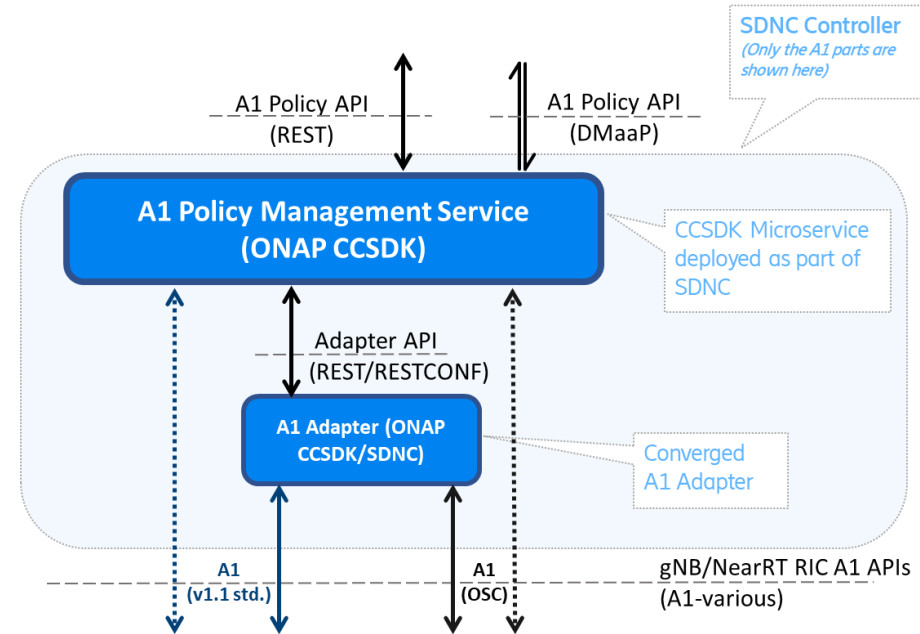 SDNC Controller
(Only the A1 parts are
shown here)
A1 Policy API
(REST)
A1 Policy API
(DMaaP)
A1 Policy Management Service
(ONAP CCSDK)
CCSDK Microservice
deployed as part of
SDNC
Adapter API
(REST/RESTCONF)
A1 Adapter (ONAP
CCSDK/SDNC)
Converged
A1 Adapter
A1
(v1.1 std.)
A1
(OSC)
gNB/NearRT RIC A1 APIs
(A1-various)